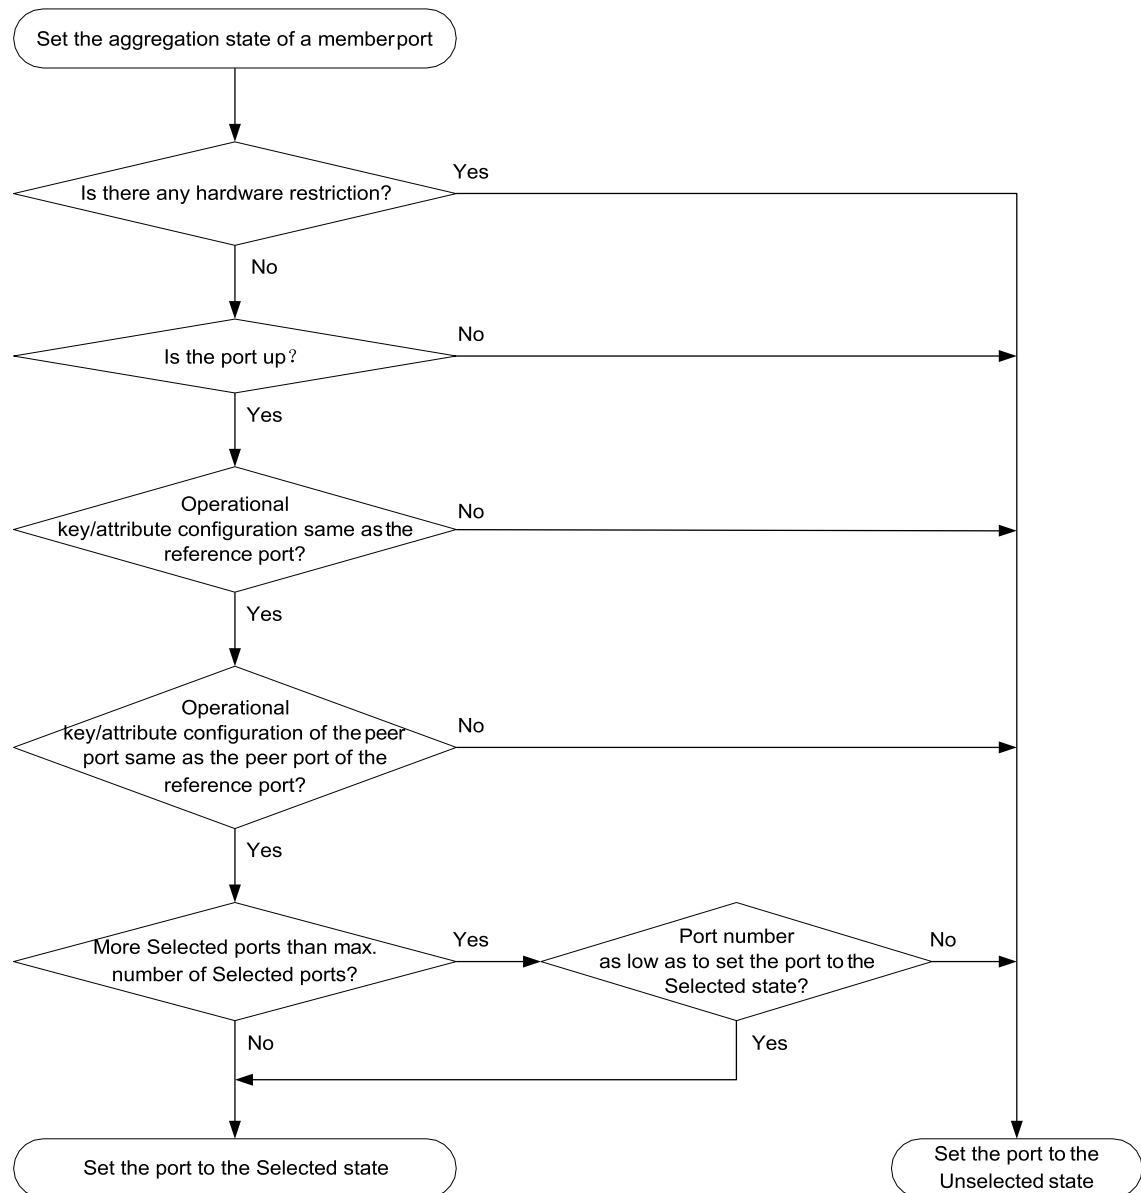 Set the aggregation state of a member port
Is there any hardware restriction?
Yes
No
Is the port up?
No
Yes
Operational
key/attribute configuration same as the
reference port?
No
Yes
Operational
key/attribute configuration of the peer
port same as the peer port of the
reference port?
No
Yes
More Selected ports than max.
number of Selected ports?
Yes
Port number
as low as to set the port to the
Selected state?
No
No
Yes
Set the port to the Selected state
Set the port to the
Unselected state